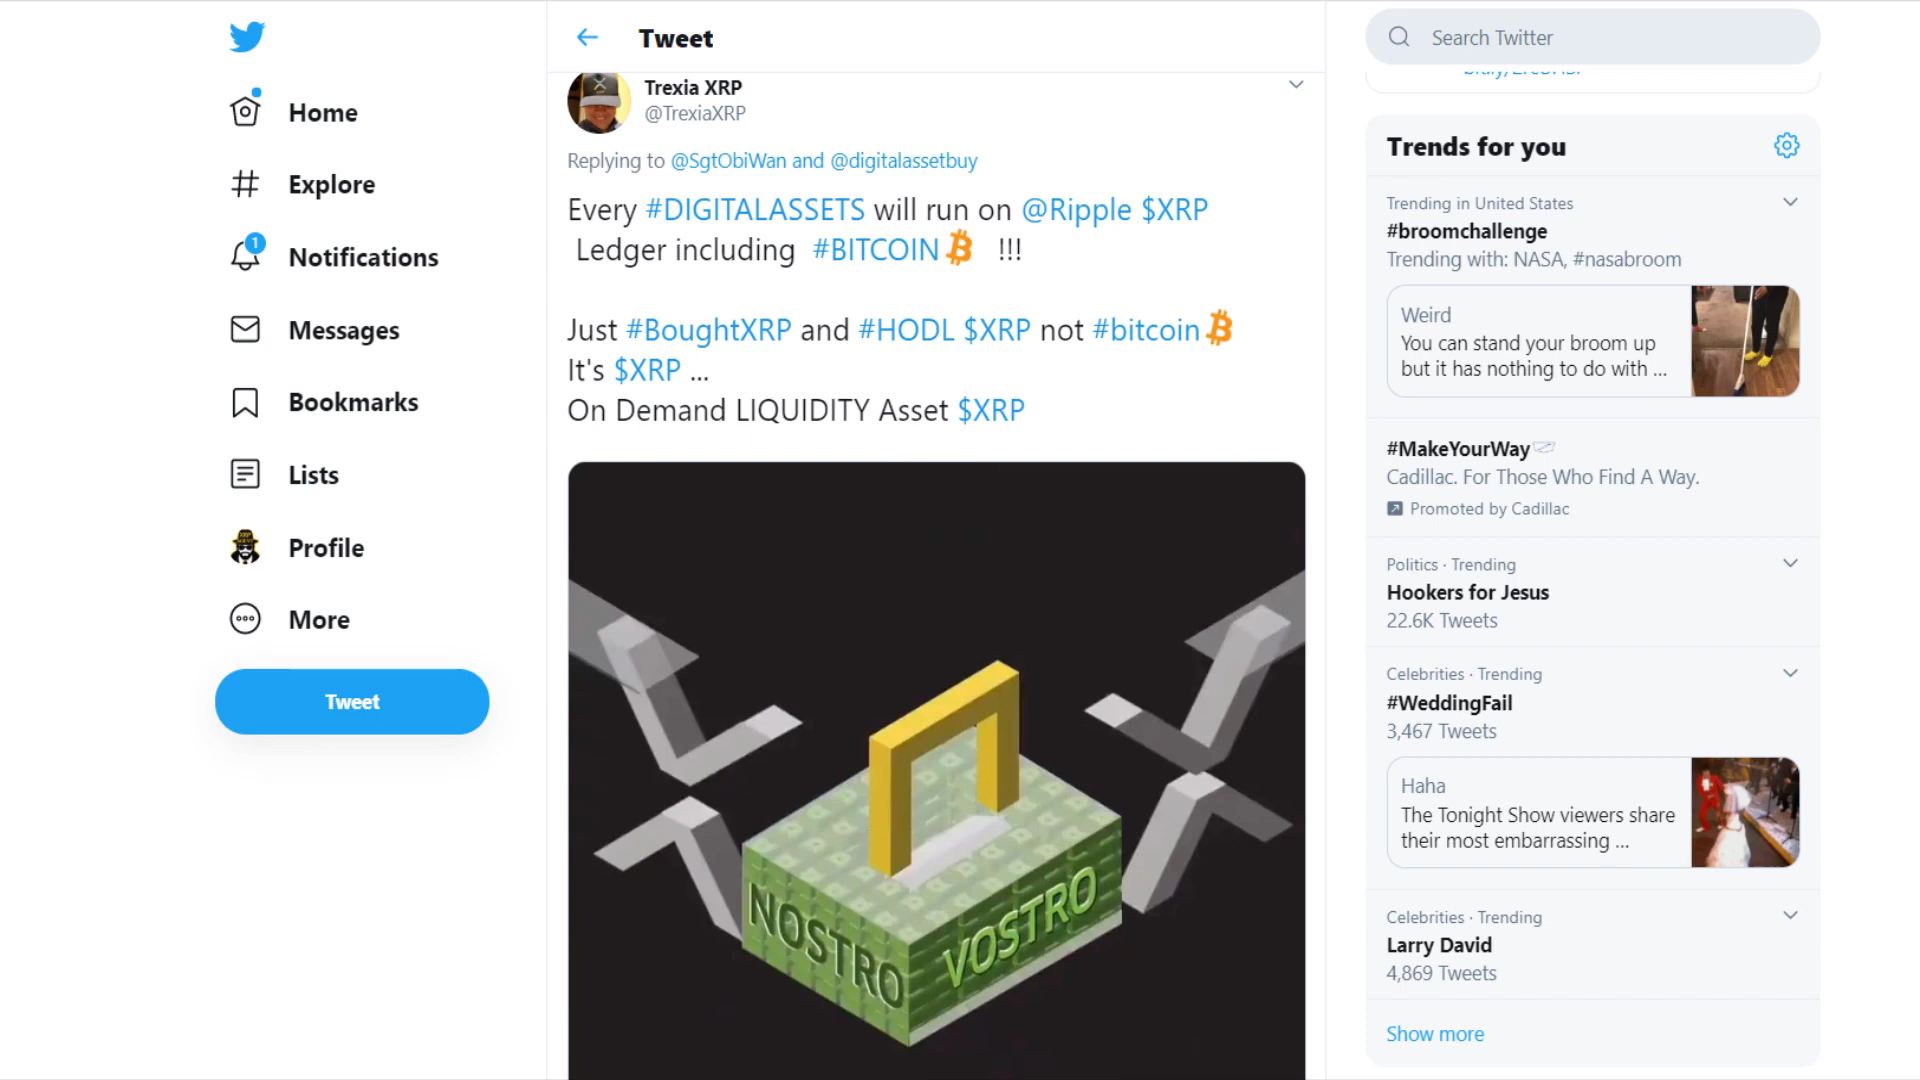 Home
Explore
1
Notifications
Messages
Bookmarks
Lists
Profile
More
Tweet
Tweet
Trexia XRP
@TrexiaXRP
Replying to @SgtObiWan and @digitalassetbuy
Every #DIGITALASSETS will run on @Ripple $XRP
Ledger including #BITCOIN !!!
Just #BoughtXRP and #HODL $XRP not #bitcoin
It's $XRP ...
On Demand LIQUIDITY Asset $XRP
NOSTRO
VOSTRO
Search Twitter
Trends for you
Trending in United States
#broomchallenge
Trending with: NASA, #nasabroom
Weird
You can stand your broom up
but it has nothing to do with ...
#MakeYourWay
Cadillac. For Those Who Find A Way.
Promoted by Cadillac
Politics · Trending
Hookers for Jesus
22.6K Tweets
Celebrities · Trending
#WeddingFail
3,467 Tweets
Haha
The Tonight Show viewers share
their most embarrassing ...
Celebrities · Trending
Larry David
4,869 Tweets
Show more